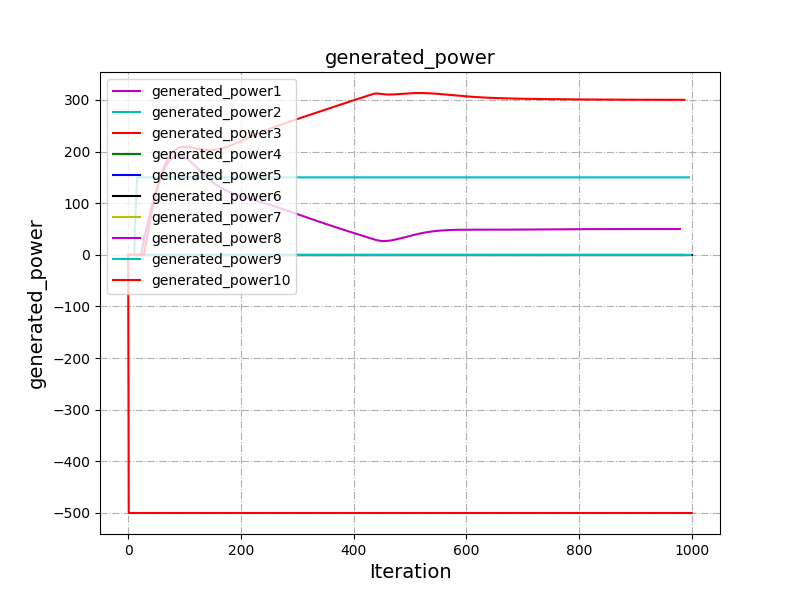 generated_power
generated_power1
generated_power2
generated_power3
generated_power4
generated_power5
generated_power6
generated_power7
generated_power8
generated_power9
generated_power10
generated_power
300
200
100
0
−100
−200
−300
−400
−500
0 200 400 600 800 1000
Iteration